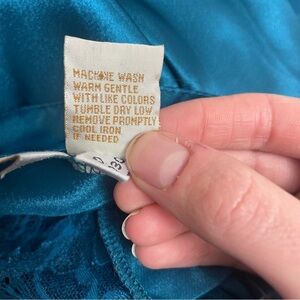 MACHINE WASH
WARM GENTLE
WITH LIKE COLORS
TUMBLE DRY LOW
REMOVE PROMPTLY
COOL IRON
IF NEEDED